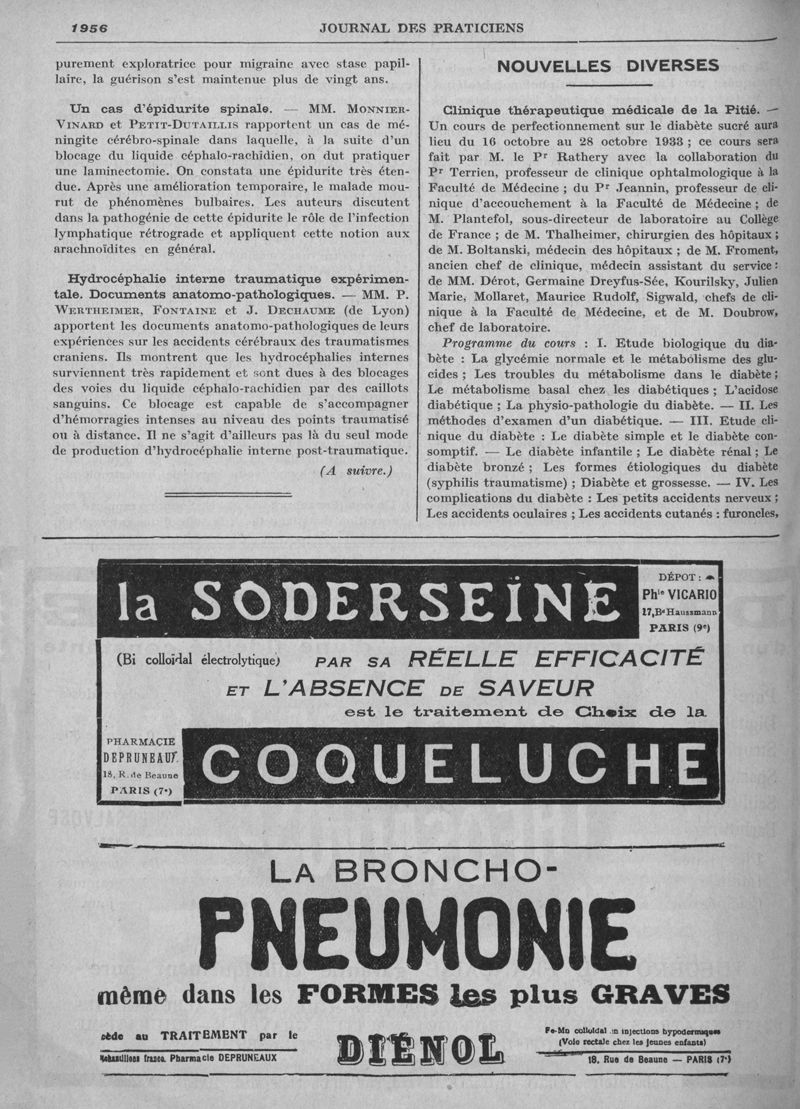 1956
JOURNAL DES PRATICIENS
purement exploratrice pour migraine avec stase papil-
laire, la guérison s'est maintenue plus de vingt ans.
Un cas d'épidurite spinale. — MM. MONNIER-
VINARD et PETIT-DUTAILLIS rapportent un cas de mé-
ningite cérébro-spinale dans laquelle, à la suite d'un
blocage du liquide céphalo-rachidien, on dut pratiquer
une laminectomie. On constata une épidurite très éten-
due. Après une amélioration temporaire, le malade mou-
rut de phénomènes bulbaires. Les auteurs discutent
dans la pathogénie de cette épidurite le rôle de l'infection
lymphatique rétrograde et appliquent cette notion aux
arachnoïdites en général.
Hydrocéphalie interne traumatique expérimen-
tale. Documents anatomo-pathologiques. — MM. P.
WERTHEIMER, FONTAINE et J. DECHAUME (de Lyon)
apportent les documents anatomo-pathologiques de leurs
expériences sur les accidents cérébraux des traumatismes
craniens. Ils montrent que les hydrocéphalies internes
surviennent très rapidement et sont dues à des blocages
des voies du liquide céphalo-rachidien par des caillots
sanguins. Ce blocage est capable de s'accompagner
d'hémorragies intenses au niveau des points traumatisé
ou à distance. Il ne s'agit d'ailleurs pas là du seul mode
de production d'hydrocéphalie interne post-traumatique.
(A suivre.)
NOUVELLES DIVERSES
Clinique thérapeutique médicale de la Pitié. —
Un cours de perfectionnement sur le diabète sucré aura
lieu du 16 octobre au 28 octobre 1933 ; ce cours sera
fait par M. le Pr Rathery avec la collaboration du
Pr Terrien, professeur de clinique ophtalmologique à la
Faculté de Médecine ; du Pr Jeannin, professeur de cli-
nique d'accouchement à la Faculté de Médecine ; de
M. Plantefol, sous-directeur de laboratoire au Collège
de France ; de M. Thalheimer, chirurgien des hôpitaux ;
de M. Boltanski, médecin des hôpitaux ; de M. Froment,
ancien chef de clinique, médecin assistant du service :
de MM. Dérot, Germaine Dreyfus-Sée, Kourilsky, Julien
Marie, Mollaret, Maurice Rudolf, Sigwald, chefs de cli-
nique à la Faculté de Médecine, et de M. Doubrow,
chef de laboratoire.
Programme du cours : I. Etude biologique du dia-
bète : La glycémie normale et le métabolisme des glu-
cides ; Les troubles du métabolisme dans le diabète ;
Le métabolisme basal chez les diabétiques ; L'acidose
diabétique ; La physio-pathologie du diabète. — II. Les
méthodes d'examen d'un diabétique. — III. Etude cli-
nique du diabète : Le diabète simple et le diabète con-
somptif. — Le diabète infantile ; Le diabète rénal ; Le
diabète bronzé ; Les formes étiologiques du diabète
(syphilis traumatisme) ; Diabète et grossesse. — IV. Les
complications du diabète : Les petits accidents nerveux ;
Les accidents oculaires ; Les accidents cutanés : furoncles,
la SODERSEÏNE
DÉPOT :
Phie VICARIO
17, Bd Haussmann
PARIS (9e)
(Bi colloïdal électrolytique) PAR SA RÉELLE EFFICACITÉ
ET L'ABSENCE DE SAVEUR
est le traitement de Choix de la
PHARMACIE
DEPRUNEAUX
18, R. de Beaune
PARIS (7e)
COQUELUCHE
LA BRONCHO-
PNEUMONIE
même dans les FORMES les plus GRAVES
cède au TRAITEMENT par le
Echantillons franco. Pharmacie DEPRUNEAUX
DIÉNOL
Fe-Mn colloïdal en injections hypodermiques
(Voie rectale chez les jeunes enfants)
18, Rue de Beaune — PARIS (7e)